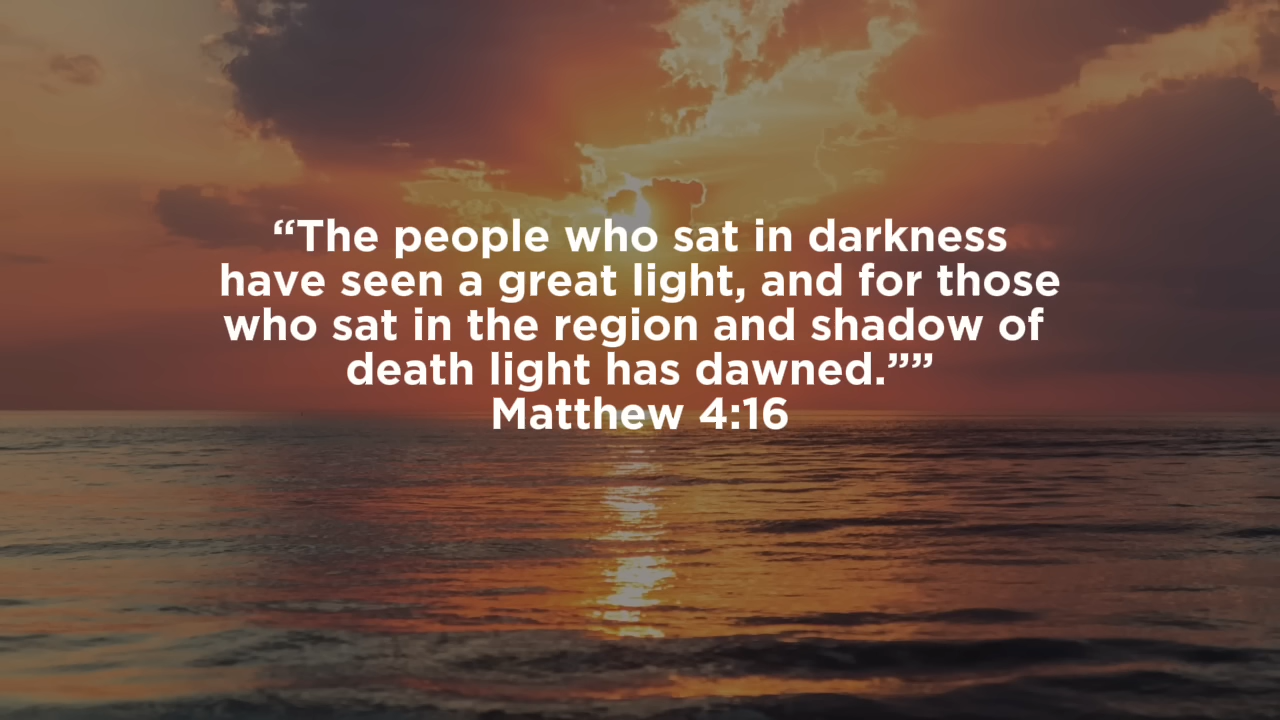 “The people who sat in darkness
have seen a great light, and for those
who sat in the region and shadow of
death light has dawned.””
Matthew 4:16